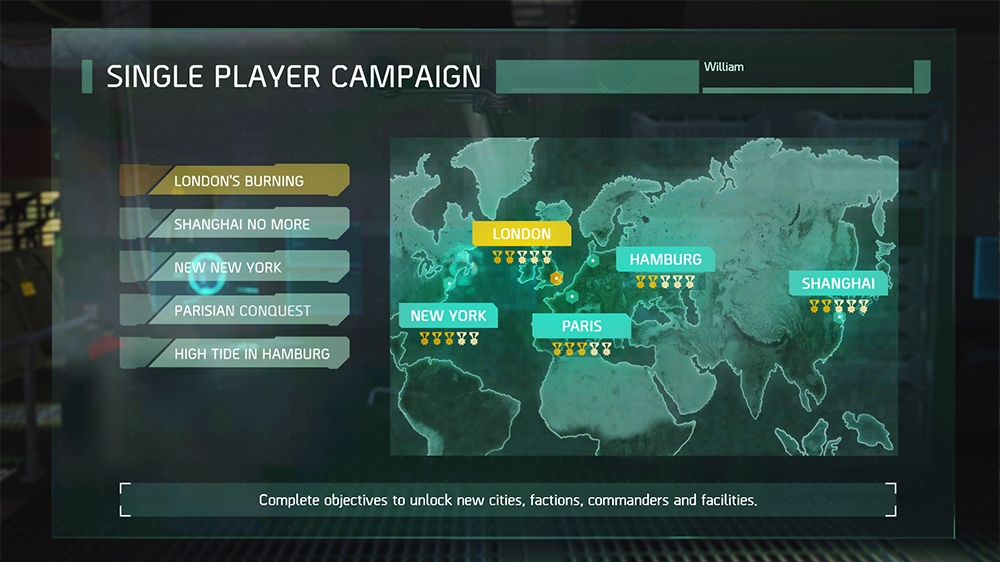 SINGLE PLAYER CAMPAIGN
William
LONDON'S BURNING
SHANGHAI NO MORE
NEW NEW YORK
PARISIAN CONQUEST
HIGH TIDE IN HAMBURG
LONDON
HAMBURG
SHANGHAI
NEW YORK
PARIS
Complete objectives to unlock new cities, factions, commanders and facilities.